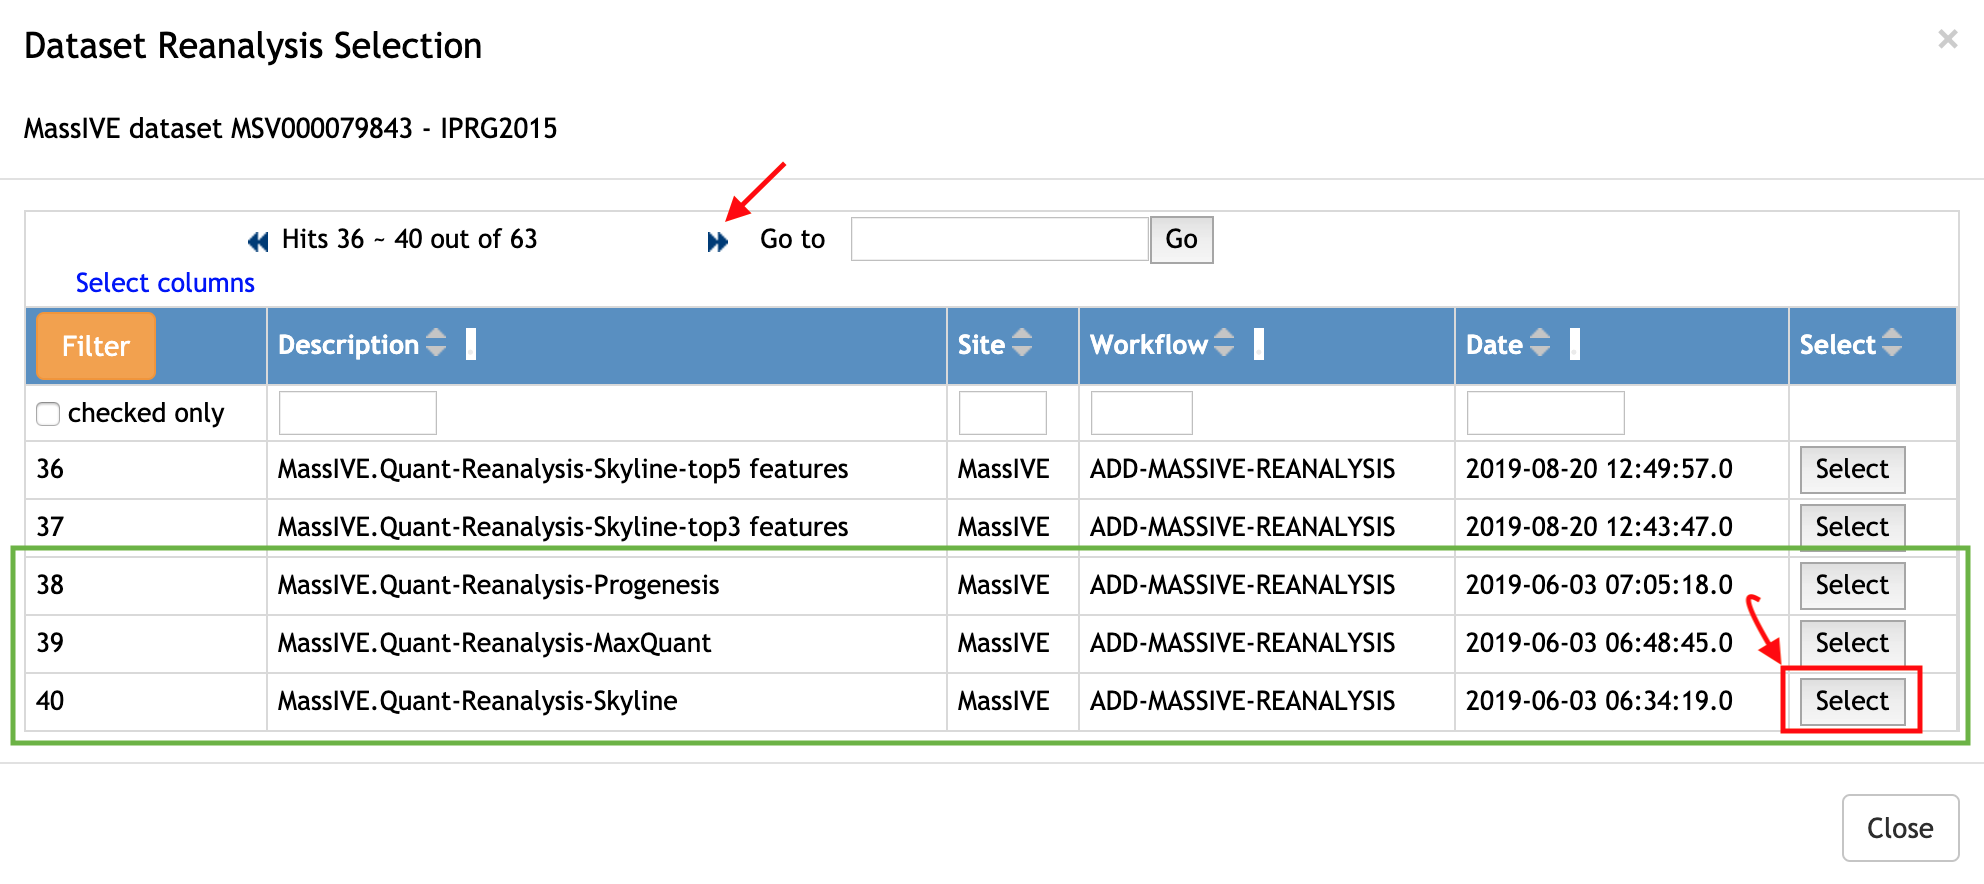 Dataset Reanalysis Selection
×
MassIVE dataset MSV000079843 - IPRG2015
Hits 36 ~ 40 out of 63 Go to Go
Select columns
Filter Description Site Workflow Date Select
checked only
36 MassIVE.Quant-Reanalysis-Skyline-top5 features MassIVE ADD-MASSIVE-REANALYSIS 2019-08-20 12:49:57.0 Select
37 MassIVE.Quant-Reanalysis-Skyline-top3 features MassIVE ADD-MASSIVE-REANALYSIS 2019-08-20 12:43:47.0 Select
38 MassIVE.Quant-Reanalysis-Progenesis MassIVE ADD-MASSIVE-REANALYSIS 2019-06-03 07:05:18.0 Select
39 MassIVE.Quant-Reanalysis-MaxQuant MassIVE ADD-MASSIVE-REANALYSIS 2019-06-03 06:48:45.0 Select
40 MassIVE.Quant-Reanalysis-Skyline MassIVE ADD-MASSIVE-REANALYSIS 2019-06-03 06:34:19.0 Select
Close